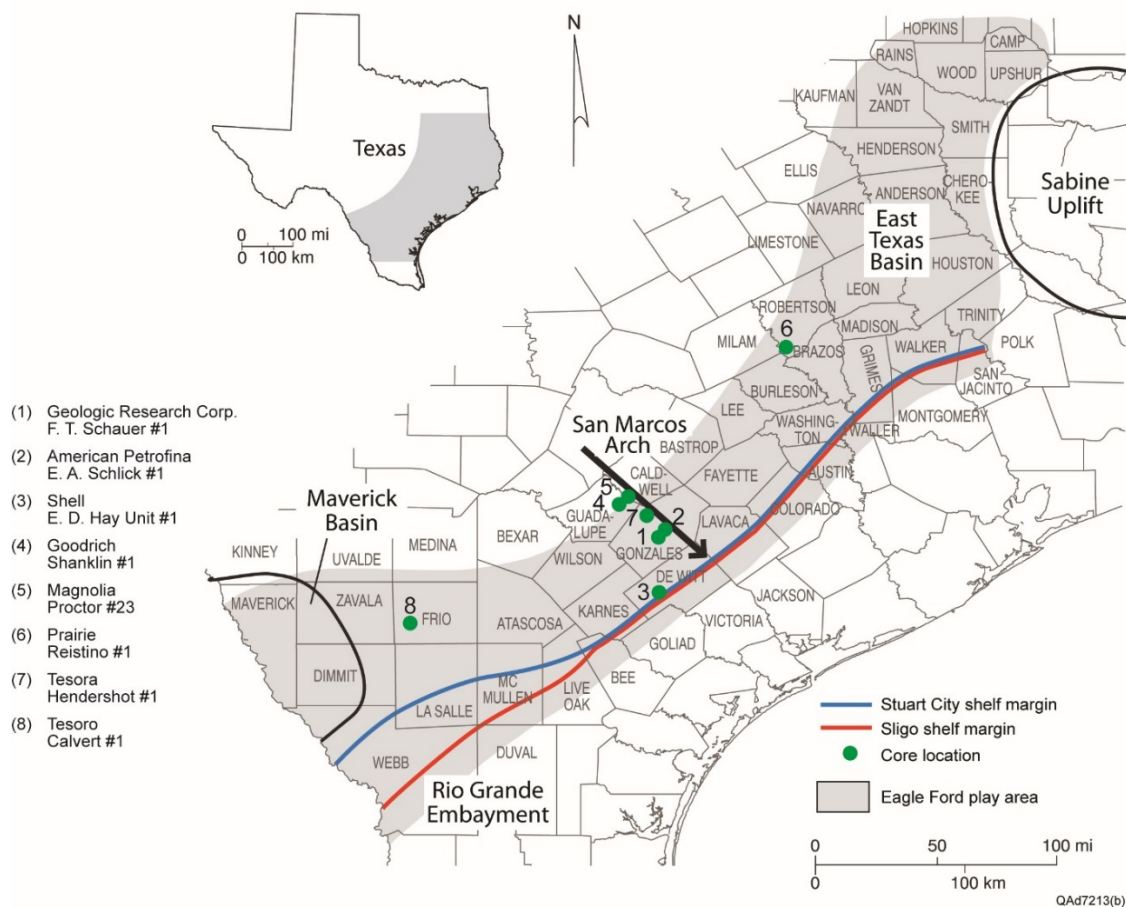 Texas
0 100 mi
0 100 km
N
HOPKINS
CAMP
RAINS
WOOD
UPSHUR
KAUFMAN
VAN
ZANDT
SMITH
HENDERSON
ELLIS
CHERO-
KEE
ANDERSON
NAVARRO
Sabine
Uplift
East
Texas
Basin
LIMESTONE
HOUSTON
LEON
ROBERTSON
TRINITY
6
MADISON
MILAM
POLK
BRAZOS
WALKER
GRIMES
SAN
JACINTO
BURLESON
LEE
MONTGOMERY
WASHING-
TON
WALLER
San Marcos
Arch
BASTROP
AUSTIN
FAYETTE
CALD-
WELL
5
4
COLORADO
GUADA-
LUPE
7
2
LAVACA
1
GONZALES
BEXAR
WILSON
Maverick
Basin
MEDINA
KINNEY
UVALDE
DE WITT
3
JACKSON
MAVERICK
ZAVALA
8
FRIO
KARNES
ATASCOSA
VICTORIA
GOLIAD
DIMMIT
BEE
MC
MULLEN
LIVE
OAK
LA SALLE
WEBB
DUVAL
Rio Grande
Embayment
(1) Geologic Research Corp.
F. T. Schauer #1
(2) American Petrofina
E. A. Schlick #1
(3) Shell
E. D. Hay Unit #1
(4) Goodrich
Shanklin #1
(5) Magnolia
Proctor #23
(6) Prairie
Reistino #1
(7) Tesora
Hendershot #1
(8) Tesoro
Calvert #1
Stuart City shelf margin
Sligo shelf margin
Core location
Eagle Ford play area
0 50 100 mi
0 100 km
QAd7213(b)